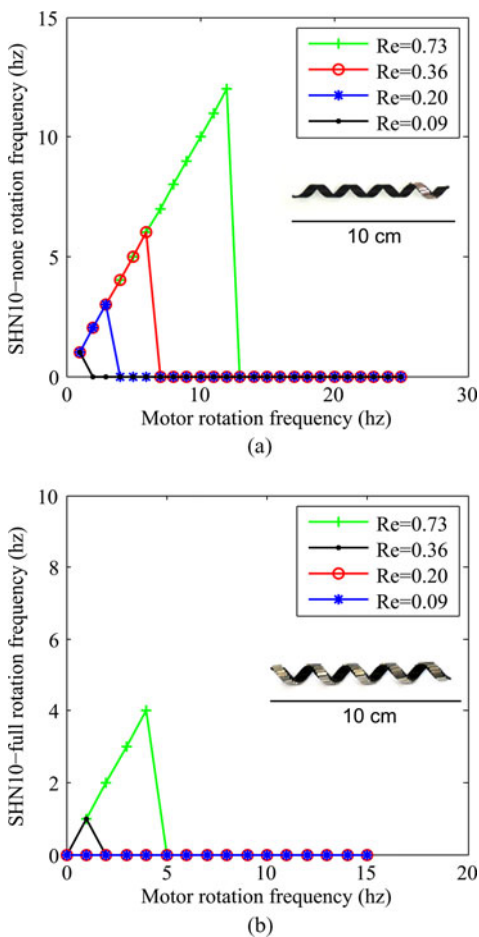 15
10
5
0
SHN10−none rotation frequency (hz)
Re=0.73
Re=0.36
Re=0.20
Re=0.09
10 cm
0
10
20
30
Motor rotation frequency (hz)
(a)
10
8
6
4
2
0
SHN10−full rotation frequency (hz)
Re=0.73
Re=0.36
Re=0.20
Re=0.09
10 cm
0
5
10
15
20
Motor rotation frequency (hz)
(b)